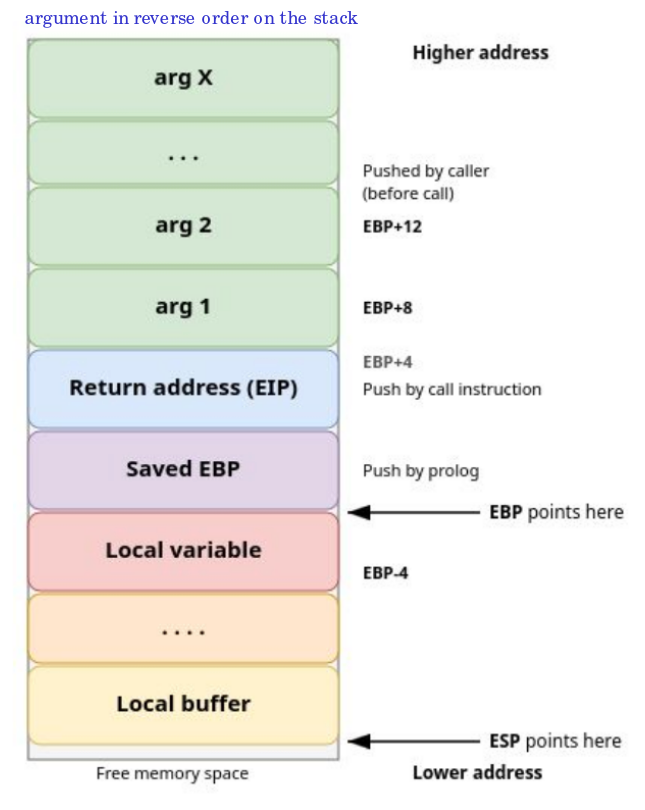 argument in reverse order on the stack
Higher address
arg X
. . .
Pushed by caller
(before call)
arg 2
EBP+12
arg 1
EBP+8
EBP+4
Return address (EIP)
Push by call instruction
Saved EBP
Push by prolog
EBP points here
Local variable
EBP-4
. . . .
Local buffer
ESP points here
Free memory space
Lower address